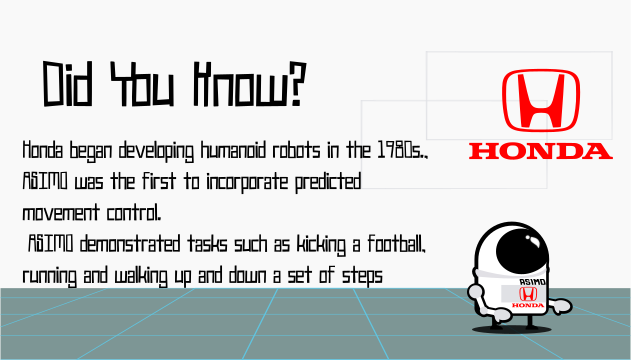 Did You Know?
HONDA
Honda began developing humanoid robots in the 1980s.,
ASIMO was the first to incorporate predicted
movement control.
ASIMO demonstrated tasks such as kicking a football,
running and walking up and down a set of steps
ASIMO
HONDA